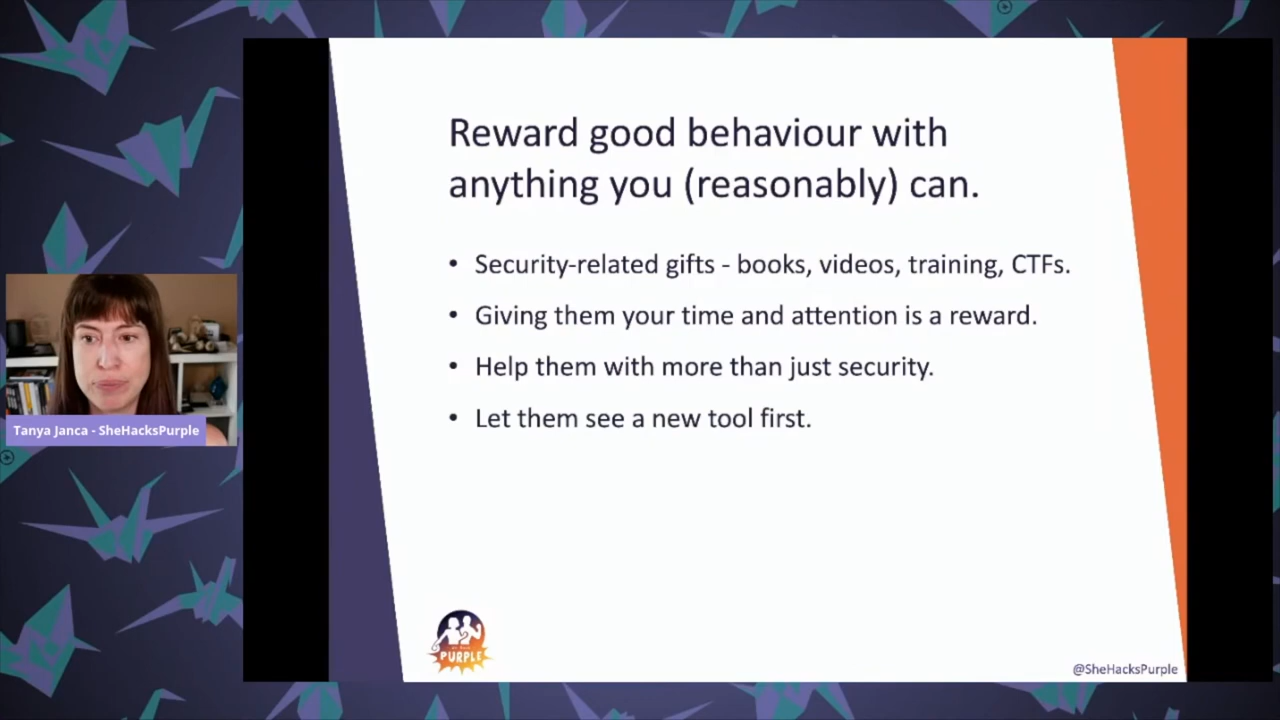 Reward good behaviour with
anything you (reasonably) can.
• Security-related gifts - books, videos, training, CTFs.
• Giving them your time and attention is a reward.
• Help them with more than just security.
• Let them see a new tool first.
Tanya Janca - SheHacksPurple
PURPLE
@SheHacksPurple